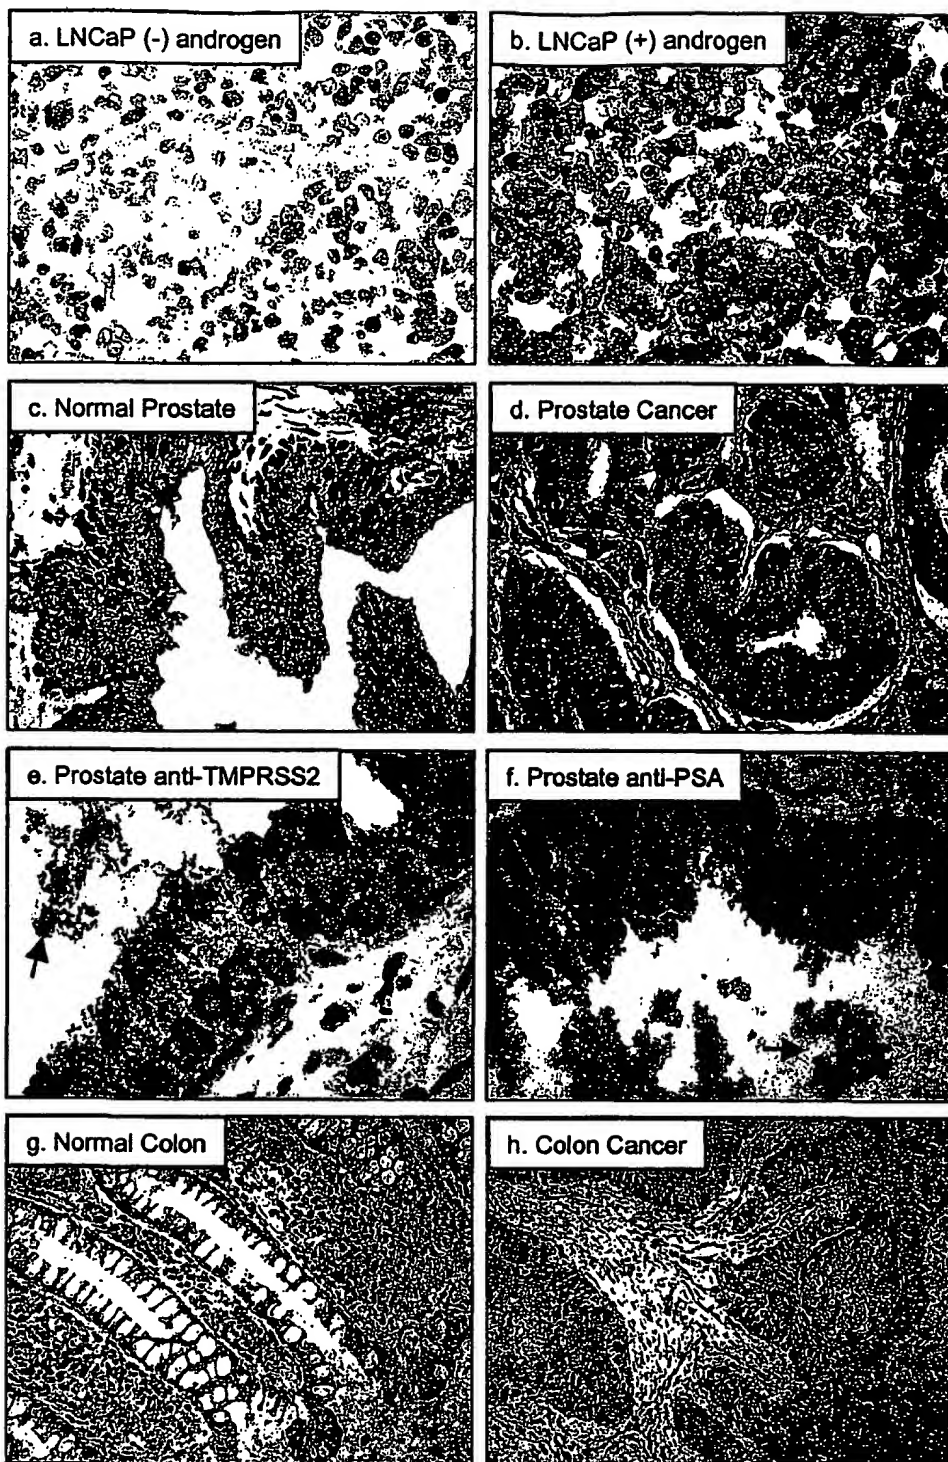 a. LNCaP (-) androgen
b. LNCaP (+) androgen
c. Normal Prostate
d. Prostate Cancer
e. Prostate anti-TMPRSS2
f. Prostate anti-PSA
g. Normal Colon
h. Colon Cancer